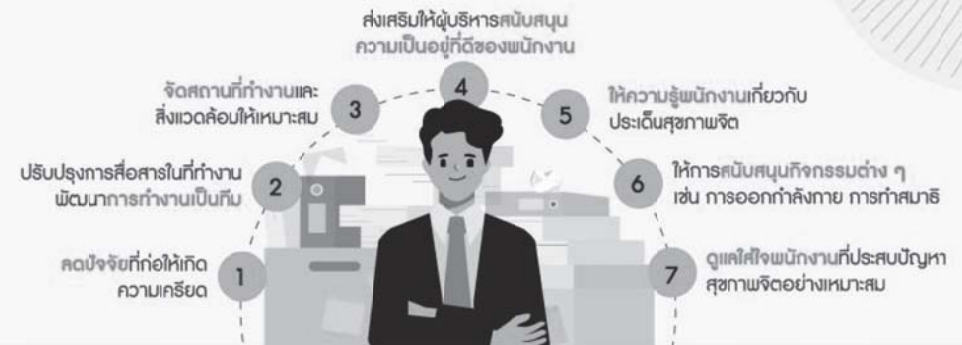 1
ลดปัจจัยที่ก่อให้เกิด
ความเครียด
2
ปรับปรุงการสื่อสารในที่ทำงาน
พัฒนาการทำงานเป็นทีม
3
จัดสถานที่ทำงานและ
สิ่งแวดล้อมให้เหมาะสม
4
ส่งเสริมให้ผู้บริหารสนับสนุน
ความเป็นอยู่ที่ดีของพนักงาน
5
ให้ความรู้พนักงานเกี่ยวกับ
ประเด็นสุขภาพจิต
6
ให้การสนับสนุนกิจกรรมต่าง ๆ
เช่น การออกกำลังกาย การทำสมาธิ
7
ดูแลใส่ใจพนักงานที่ประสบปัญหา
สุขภาพจิตอย่างเหมาะสม